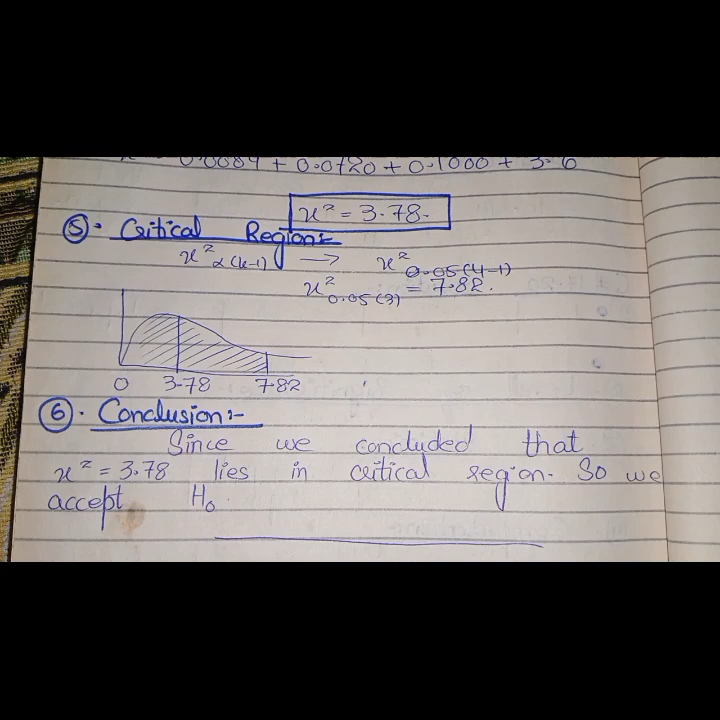 0.0084 + 0.0720 + 0.1000 + 3.6
x² = 3.78.
⑤. Critical Region:-
x²α(k-1) → x²0.05(4-1)
x²0.05(3) = 7.82.
0 3.78 7.82
⑥. Conclusion:-
Since we concluded that
x² = 3.78 lies in critical region. So we
accept H₀.